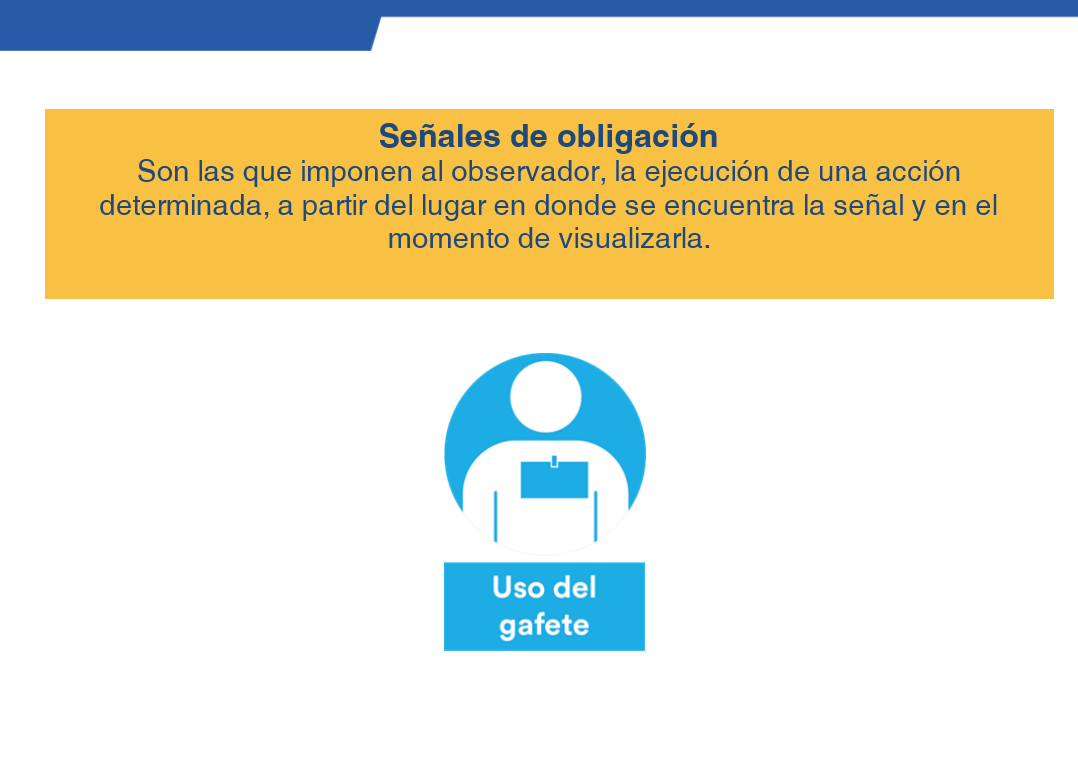 Señales de obligación
Son las que imponen al observador, la ejecución de una acción
determinada, a partir del lugar en donde se encuentra la señal y en el
momento de visualizarla.
Uso del
gafete